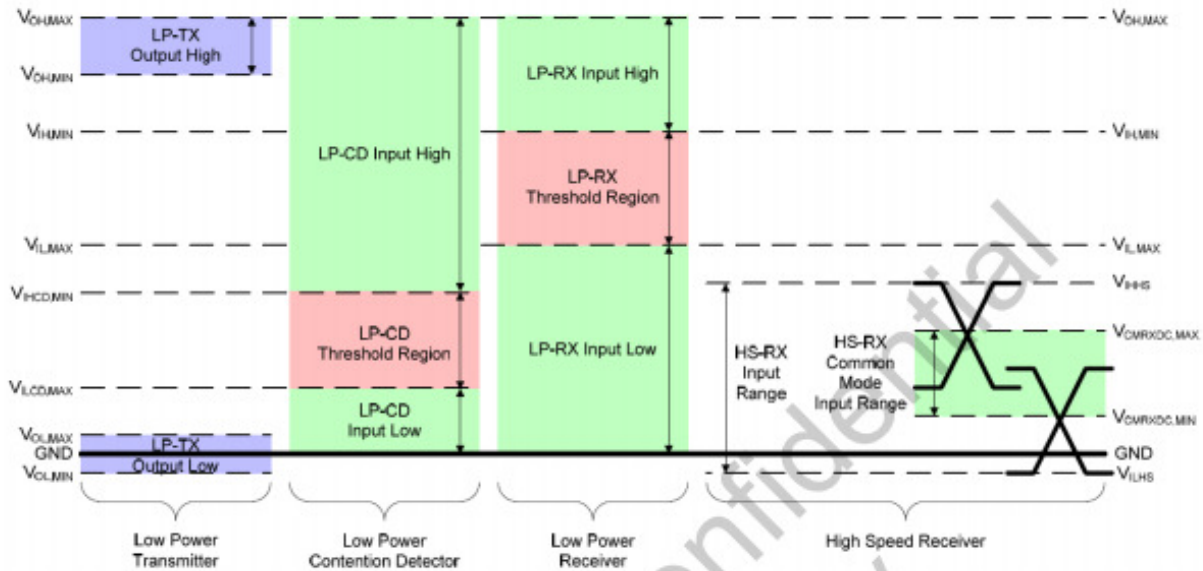 VOH,MAX
LP-TX
Output High
VOH,MIN
VIH,MIN
VIL,MAX
VIHCD,MIN
VILCD,MAX
VOL,MAX
GND
VOL,MIN
LP-TX
Output Low
LP-CD Input High
LP-CD
Threshold Region
LP-CD
Input Low
LP-RX Input High
LP-RX
Threshold Region
LP-RX Input Low
HS-RX
Input
Range
HS-RX
Common
Mode
Input Range
VOH,MAX
VIH,MIN
VIL,MAX
VIHHS
VCMRXDC,MAX
VCMRXDC,MIN
GND
VILHS
Low Power
Transmitter
Low Power
Contention Detector
Low Power
Receiver
High Speed Receiver